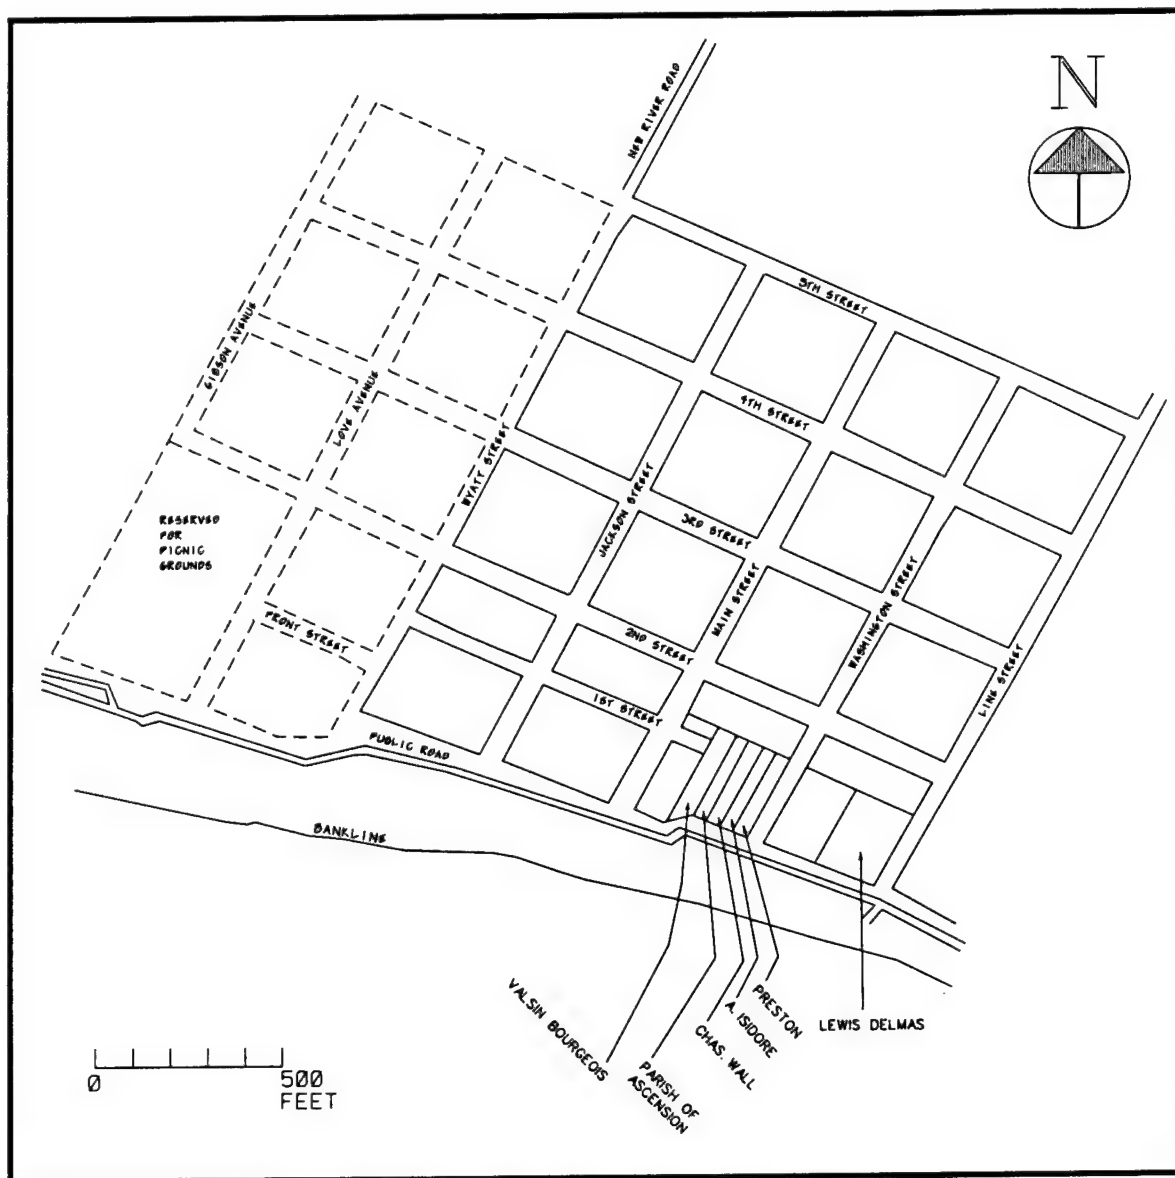 N
NEW RIVER ROAD
5TH STREET
GIBSON AVENUE
LOVE AVENUE
4TH STREET
WYATT STREET
JACKSON STREET
3RD STREET
RESERVED
FOR
PICNIC
GROUNDS
MAIN STREET
WASHINGTON STREET
FRONT STREET
2ND STREET
LINE STREET
1ST STREET
PUBLIC ROAD
BANKLINE
VALSIN BOURGEOIS
PARISH OF
ASCENSION
CHAS. WALL
A. ISIDORE
PRESTON
LEWIS DELMAS
0
500
FEET